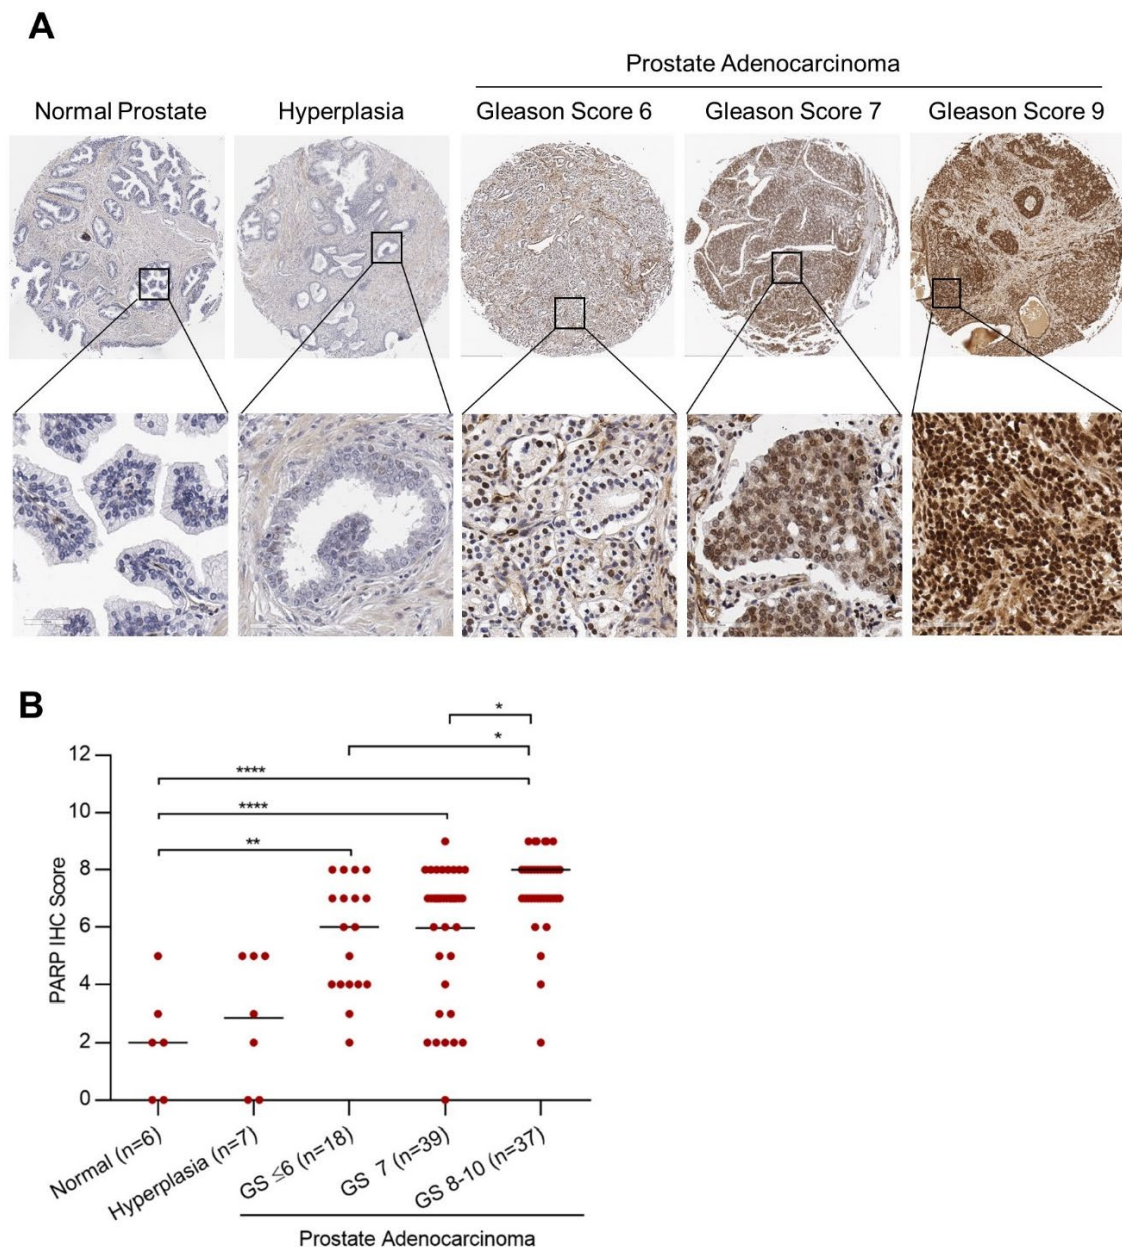 A
Prostate Adenocarcinoma
Normal Prostate Hyperplasia Gleason Score 6 Gleason Score 7 Gleason Score 9
B
*
*
****
****
**
12
10
8
6
4
2
0
PARP IHC Score
Normal (n=6)
Hyperplasia (n=7)
GS ≤6 (n=18)
GS 7 (n=39)
GS 8-10 (n=37)
Prostate Adenocarcinoma